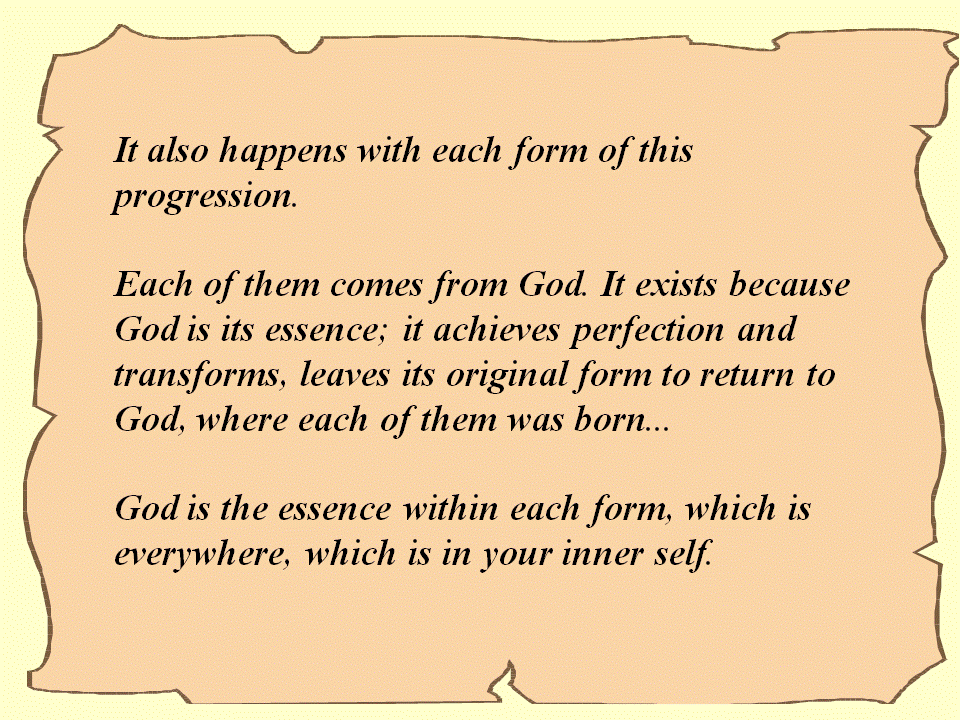 It also happens with each form of this
progression.
Each of them comes from God. It exists because
God is its essence; it achieves perfection and
transforms, leaves its original form to return to
God, where each of them was born...
God is the essence within each form, which is
everywhere, which is in your inner self.